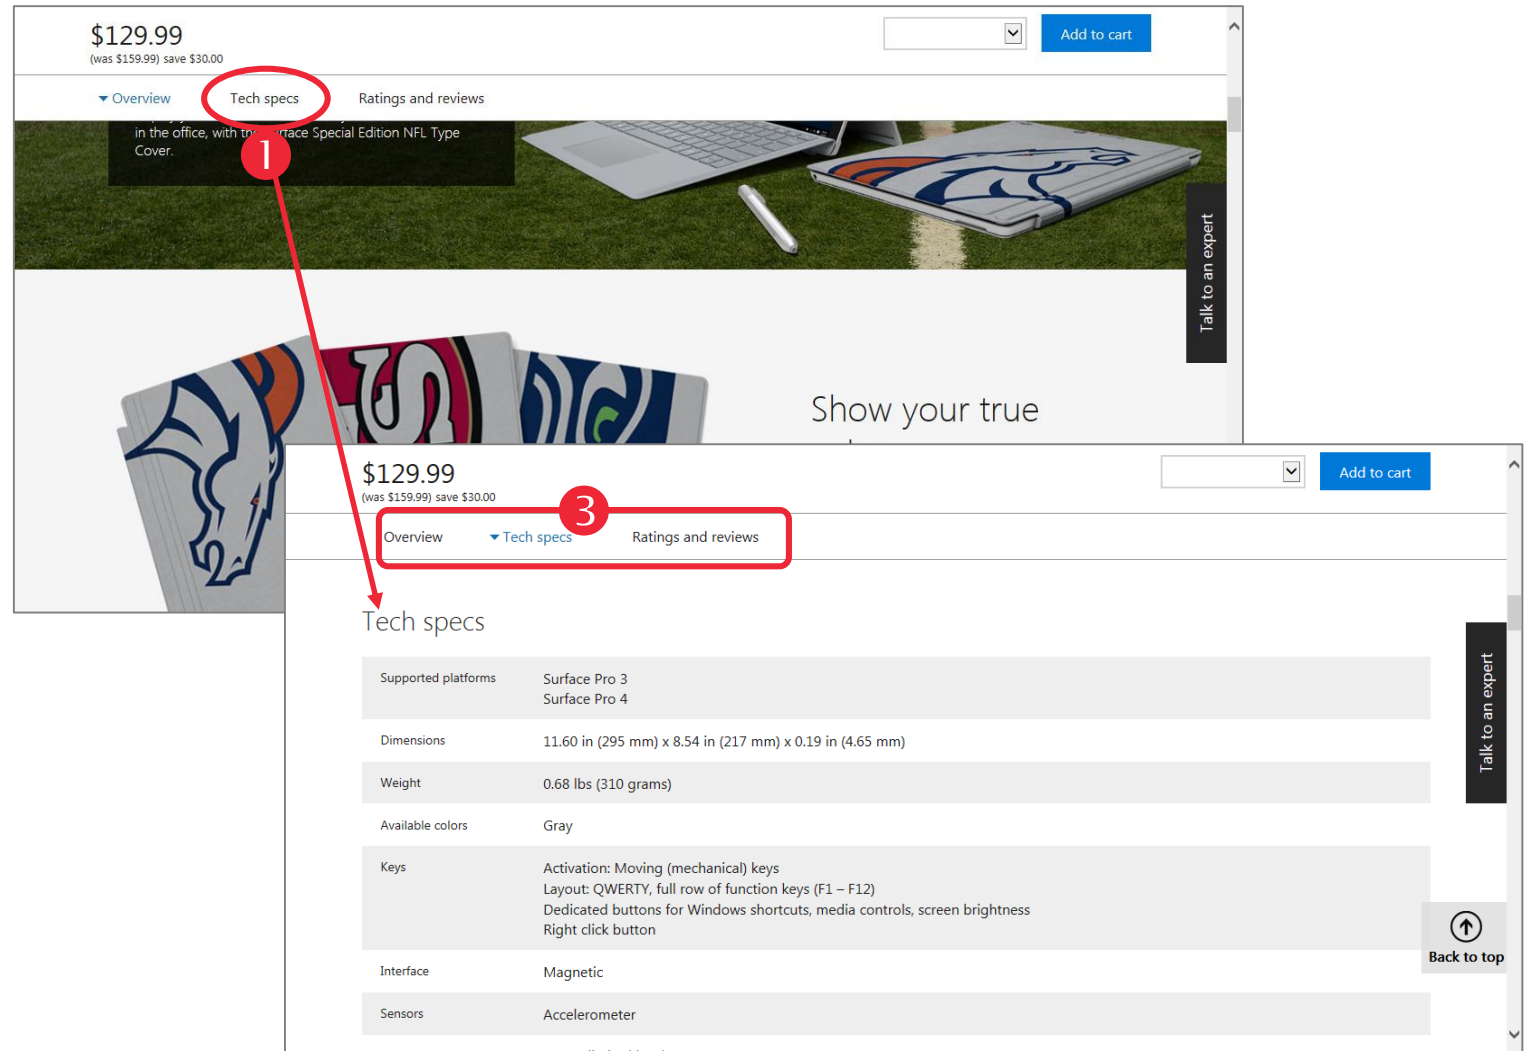 $129.99
(was $159.99) save $30.00
Add to cart
Overview
Tech specs
Ratings and reviews
in the office, with the Surface Special Edition NFL Type
Cover.
1
Talk to an expert
Show your true
$129.99
(was $159.99) save $30.00
Add to cart
3
Overview
Tech specs
Ratings and reviews
Tech specs
Supported platforms
Surface Pro 3
Surface Pro 4
Dimensions
11.60 in (295 mm) x 8.54 in (217 mm) x 0.19 in (4.65 mm)
Weight
0.68 lbs (310 grams)
Available colors
Gray
Keys
Activation: Moving (mechanical) keys
Layout: QWERTY, full row of function keys (F1 – F12)
Dedicated buttons for Windows shortcuts, media controls, screen brightness
Right click button
Interface
Magnetic
Sensors
Accelerometer
Talk to an expert
Back to top